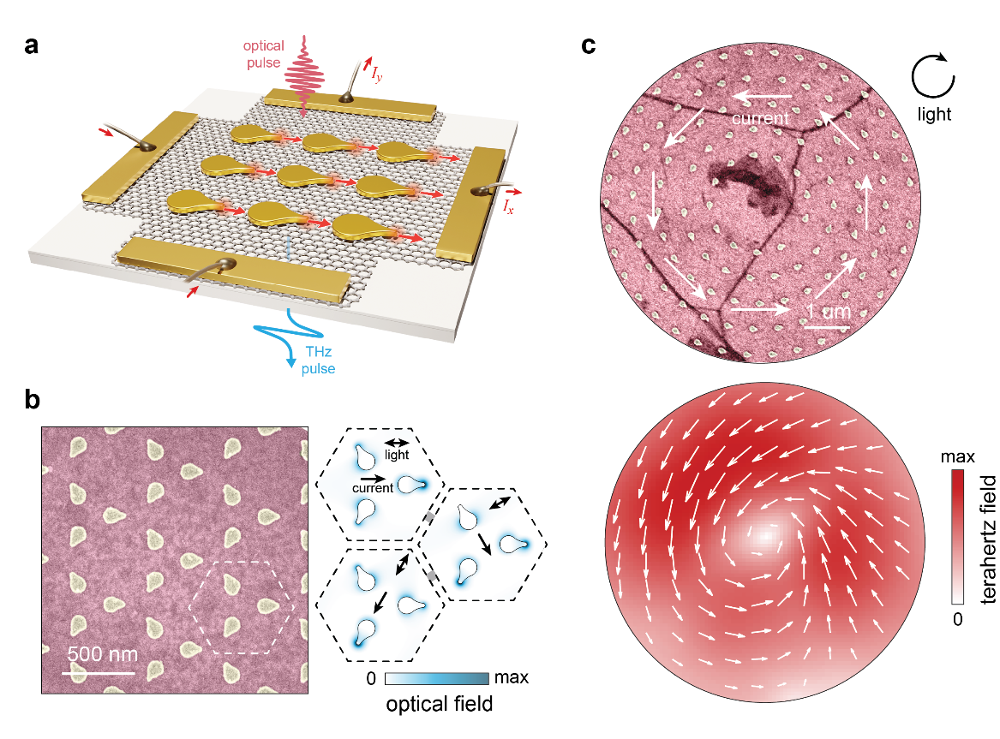 a
optical
pulse
I_y
I_x
THz
pulse
b
500 nm
light
current
0 max
optical field
c
current
light
1 um
max
terahertz field
0